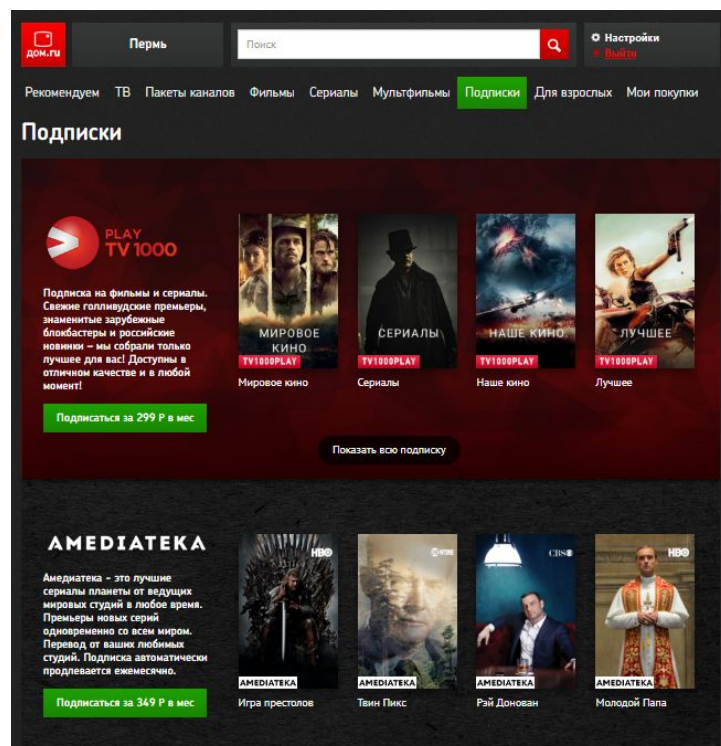 дом.ru
Пермь
Поиск
Настройки
Выйти
Рекомендуем ТВ Пакеты каналов Фильмы Сериалы Мультфильмы Подписки Для взрослых Мои покупки
Подписки
PLAY
TV1000
Подписка на фильмы и сериалы.
Свежие голливудские премьеры,
знаменитые зарубежные
блокбастеры и российские
новинки – мы собрали только
лучшее для вас! Доступны в
отличном качестве и в любой
момент!
Подписаться за 299 Р в мес
МИРОВОЕ
КИНО
TV1000PLAY
Мировое кино
СЕРИАЛЫ
TV1000PLAY
Сериалы
НАШЕ КИНО
TV1000PLAY
Наше кино
ЛУЧШЕЕ
TV1000PLAY
Лучшее
Показать всю подписку
AMEDIATEKA
Амедиатека – это лучшие
сериалы планеты от ведущих
мировых студий в любое время.
Премьеры новых серий
одновременно со всем миром.
Перевод от ваших любимых
студий. Подписка автоматически
продлевается ежемесячно.
Подписаться за 349 Р в мес
HBO
AMEDIATEKA
Игра престолов
SHOWTIME
AMEDIATEKA
Твин Пикс
CBS
AMEDIATEKA
Рэй Донован
HBO
AMEDIATEKA
Молодой Папа